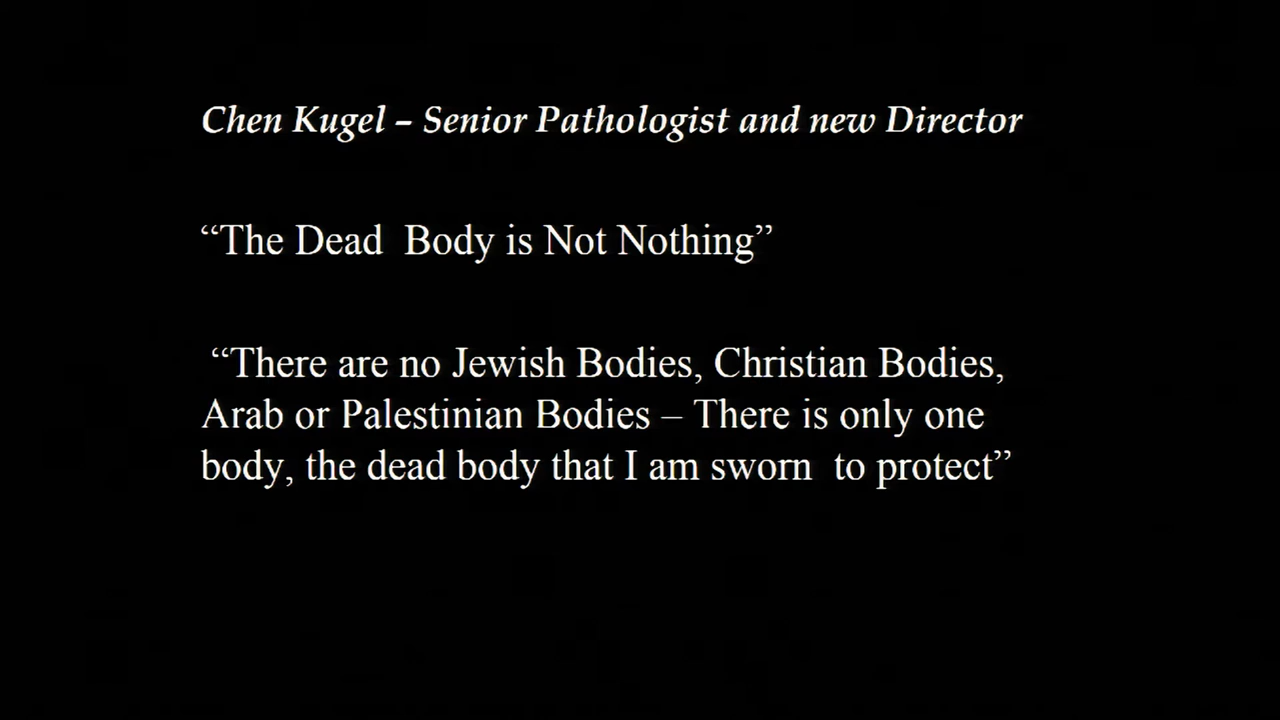 Chen Kugel – Senior Pathologist and new Director
“The Dead  Body is Not Nothing”
“There are no Jewish Bodies, Christian Bodies,
Arab or Palestinian Bodies – There is only one
body, the dead body that I am sworn  to protect”